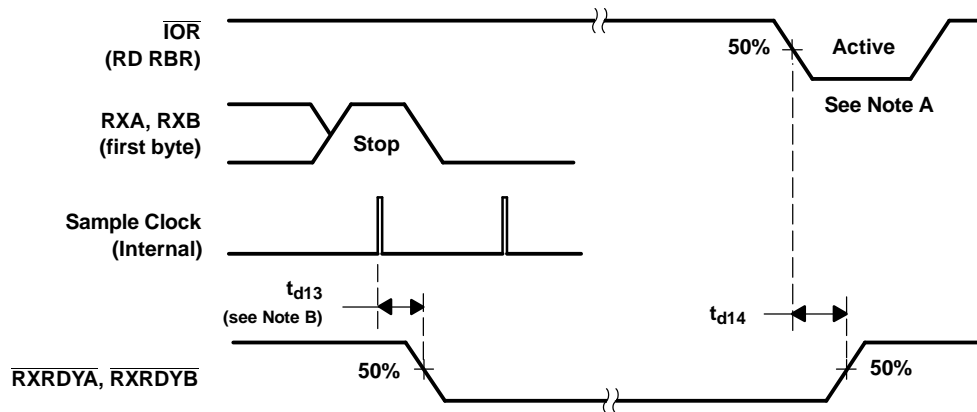 IOR
(RD RBR)
50%
Active
See Note A
RXA, RXB
(first byte)
Stop
Sample Clock
(Internal)
td13
(see Note B)
td14
RXRDYA, RXRDYB
50%
50%